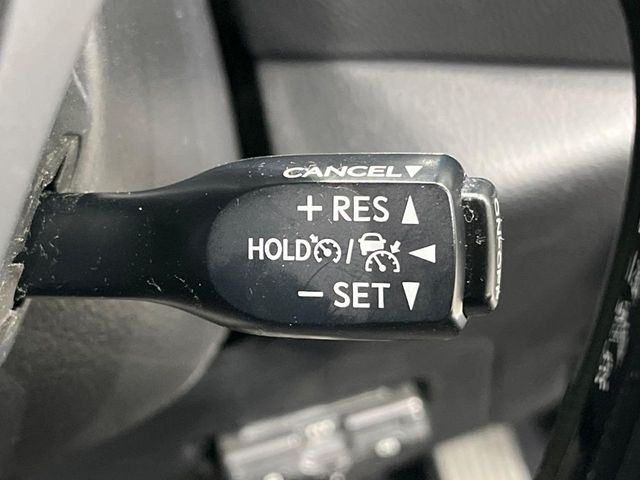 CANCEL▼
+ RES ▲
HOLD / ◀
− SET ▼